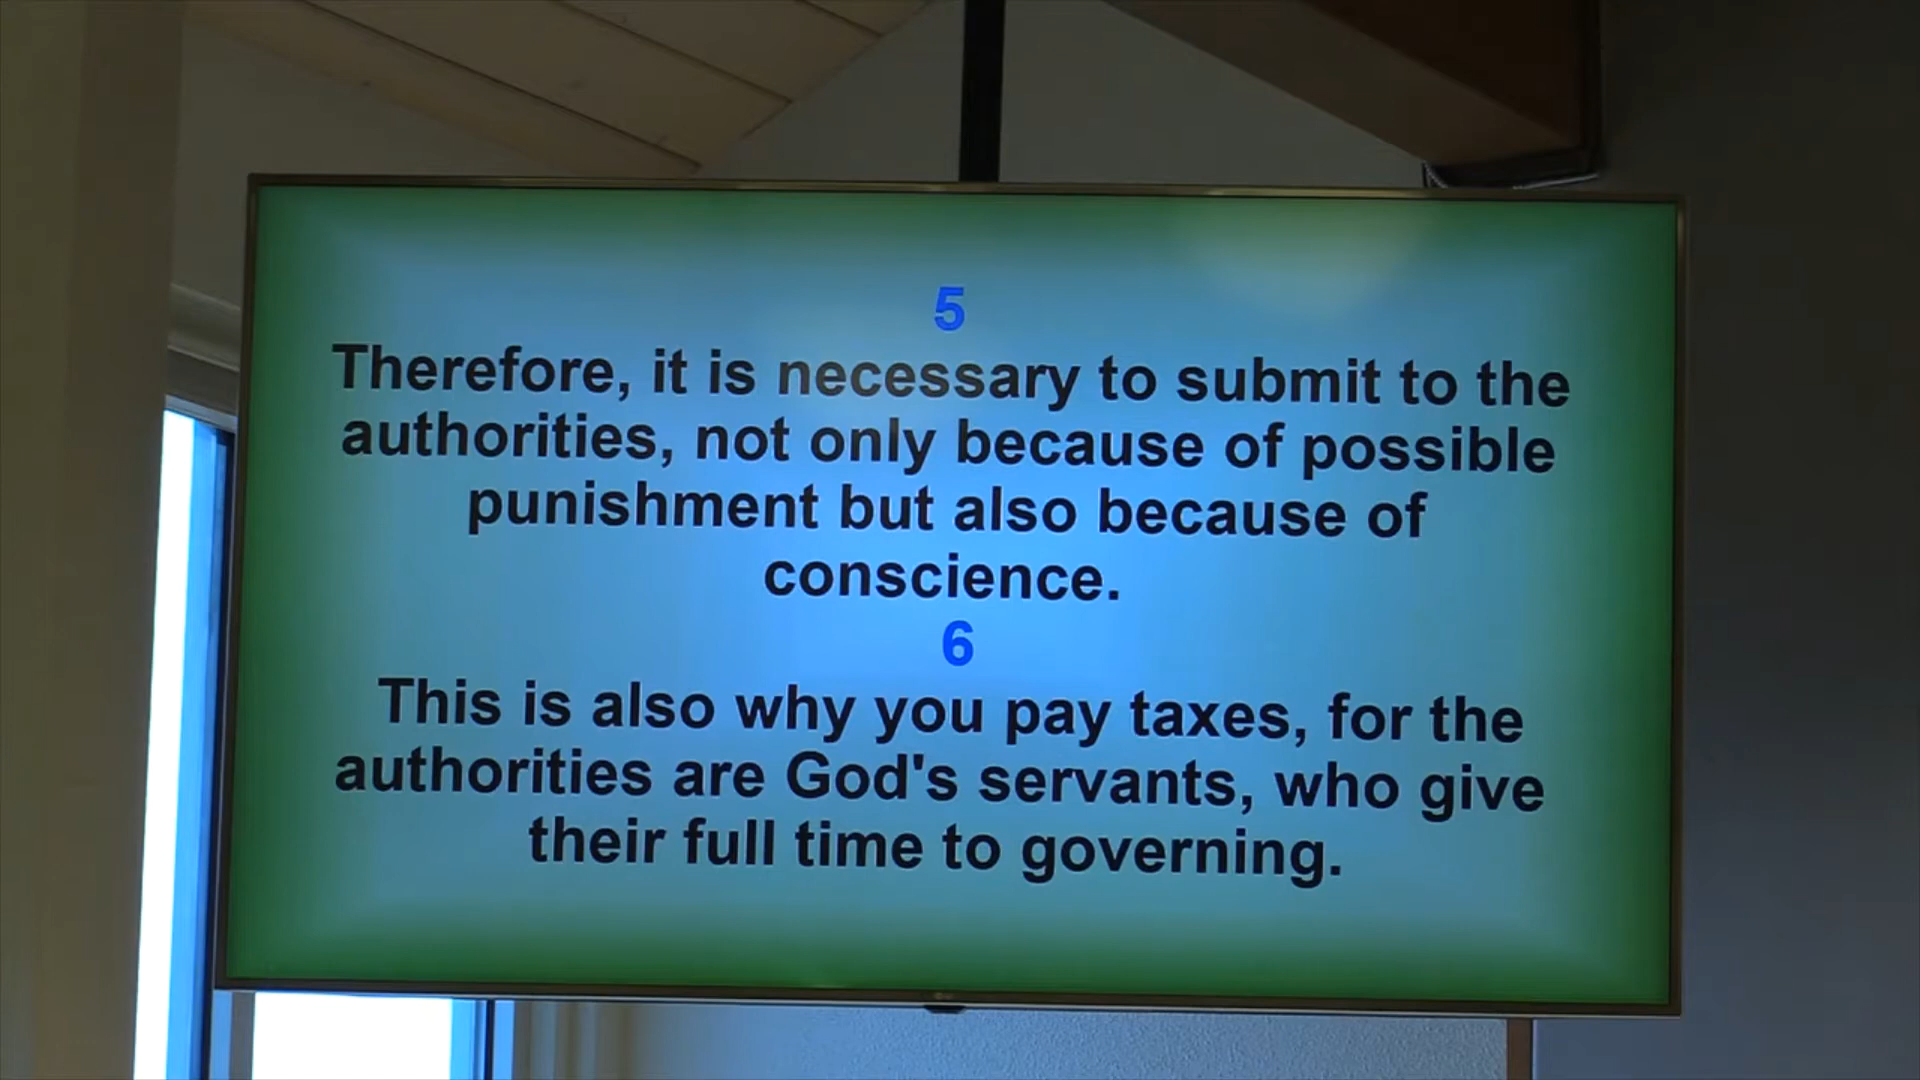 5
Therefore, it is necessary to submit to the
authorities, not only because of possible
punishment but also because of
conscience.
6
This is also why you pay taxes, for the
authorities are God's servants, who give
their full time to governing.